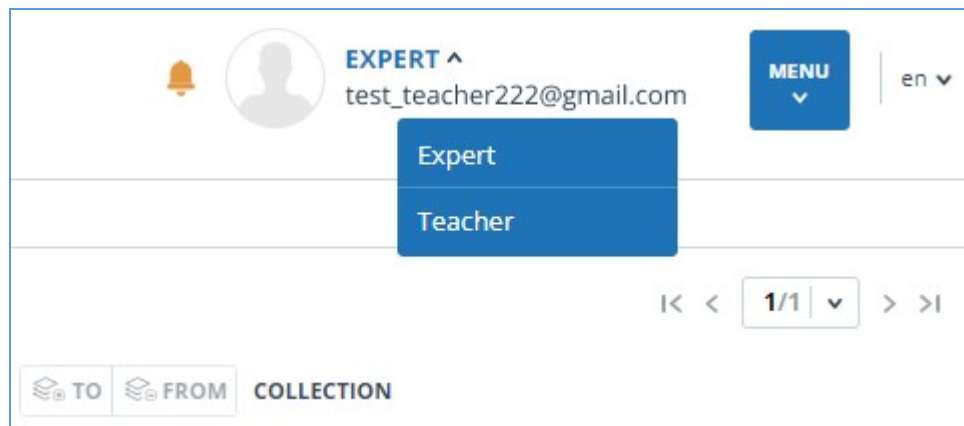 EXPERT
test_teacher222@gmail.com
MENU
en
Expert
Teacher
1/1
TO FROM COLLECTION